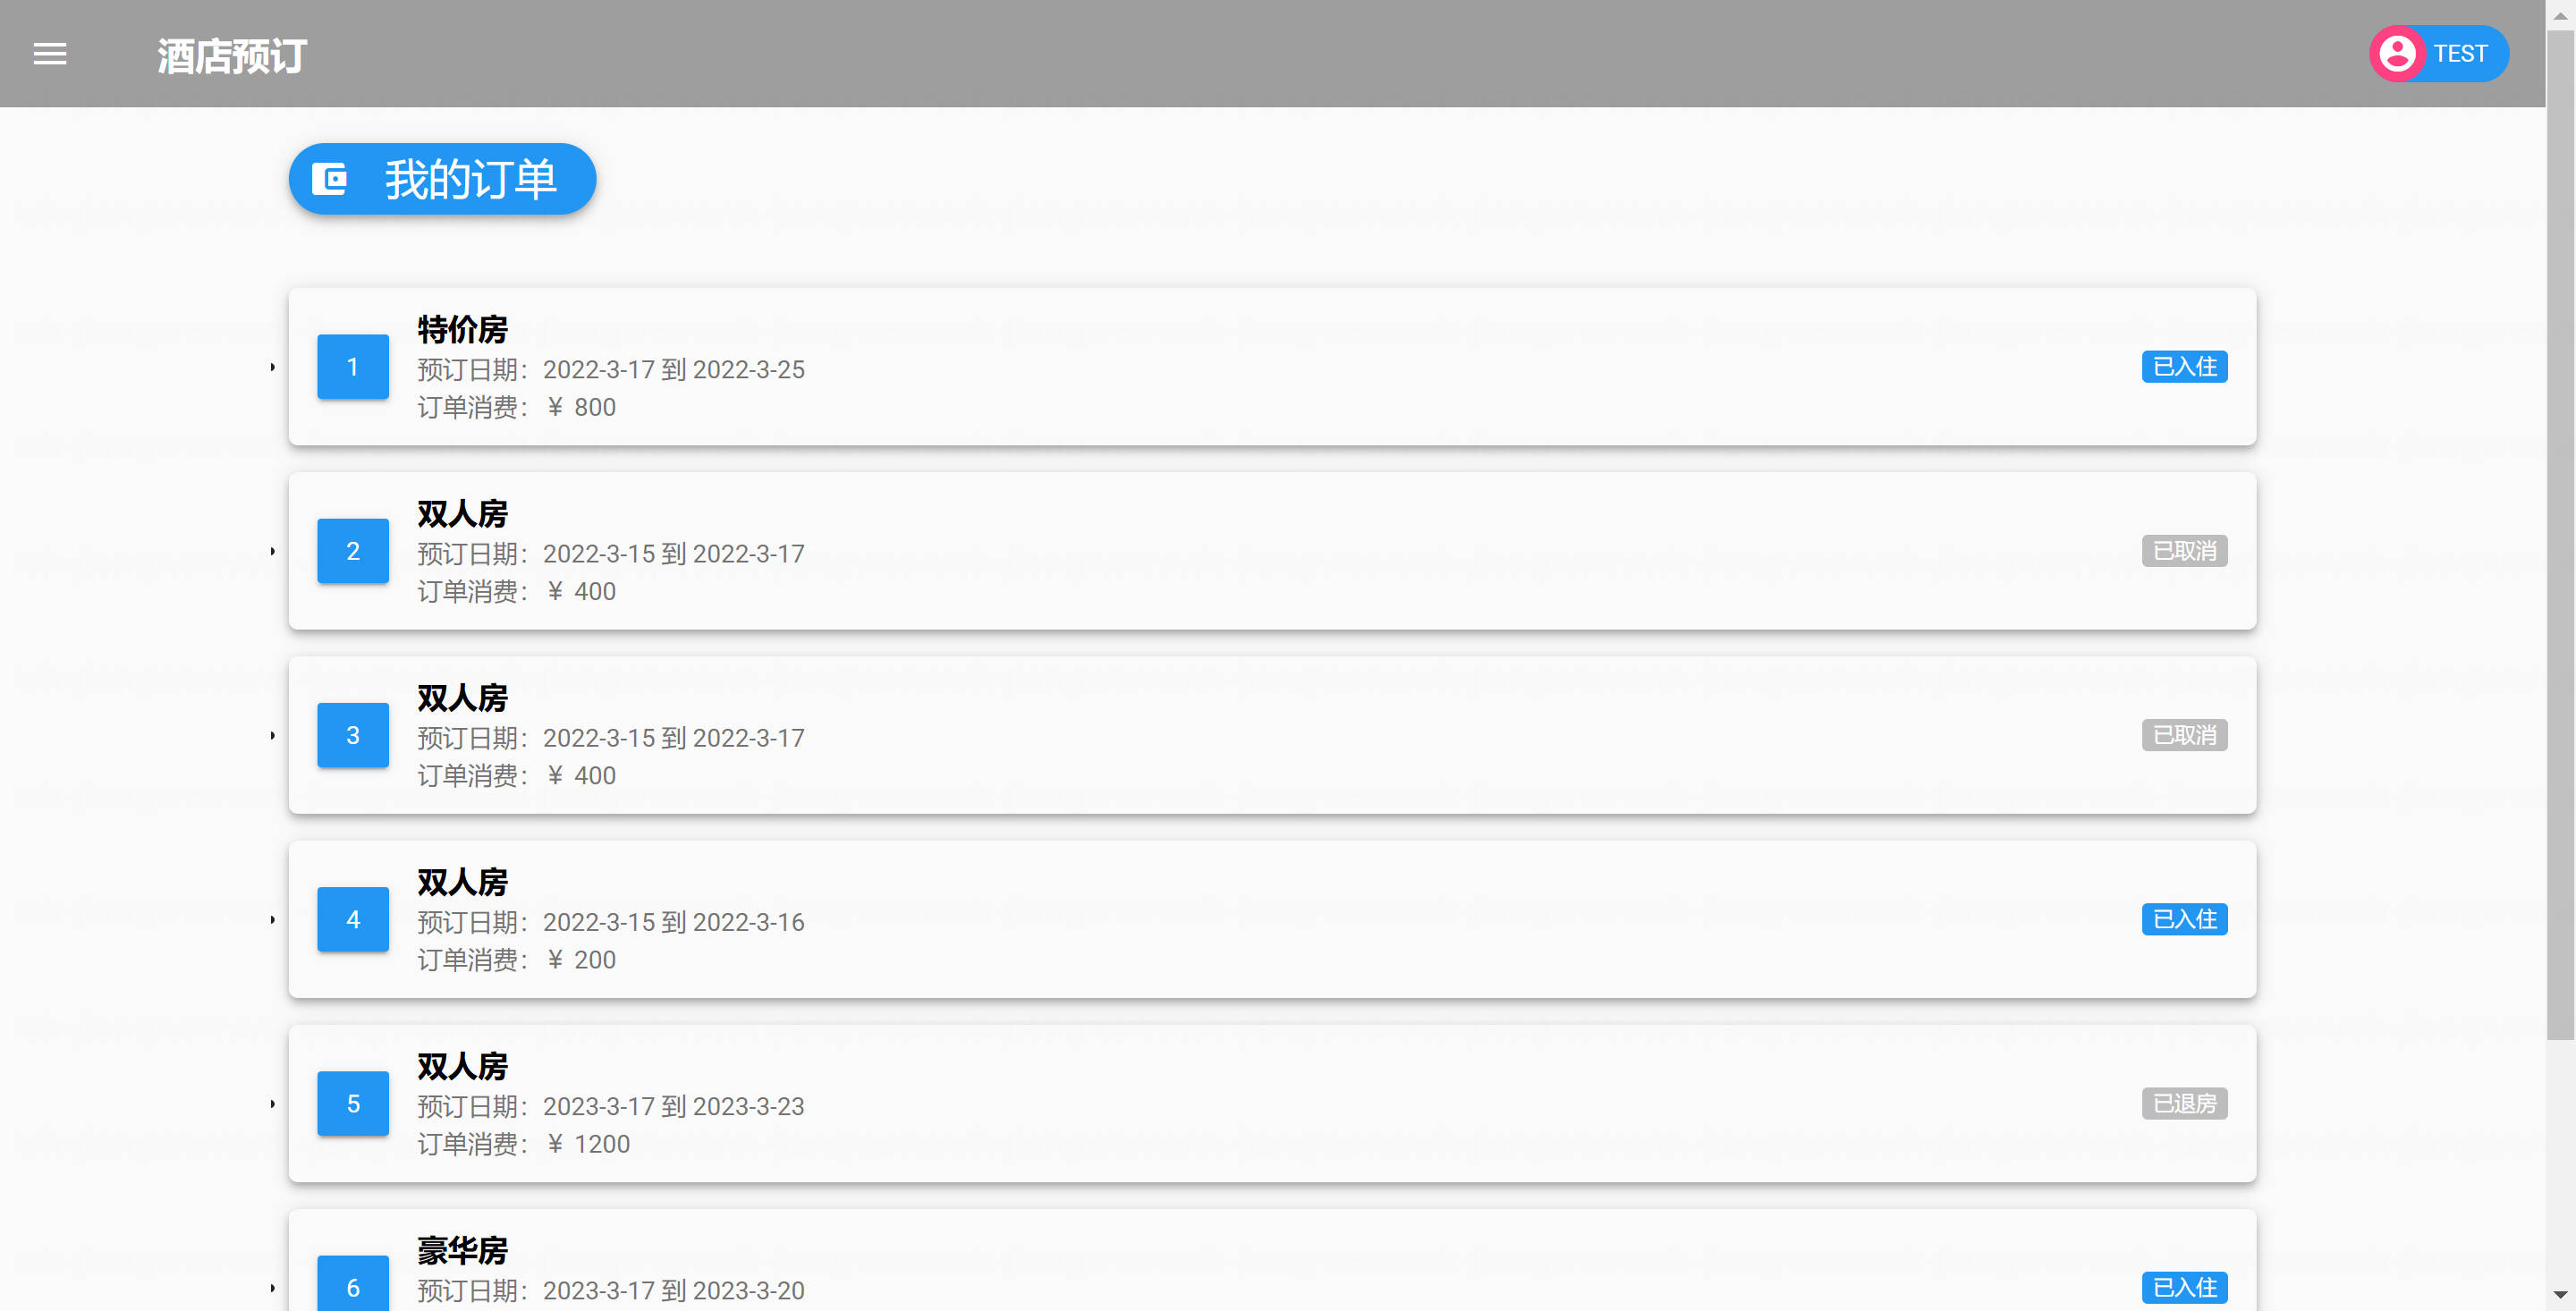 酒店预订
TEST
我的订单
1
特价房
预订日期：2022-3-17 到 2022-3-25
订单消费：￥ 800
已入住
2
双人房
预订日期：2022-3-15 到 2022-3-17
订单消费：￥ 400
已取消
3
双人房
预订日期：2022-3-15 到 2022-3-17
订单消费：￥ 400
已取消
4
双人房
预订日期：2022-3-15 到 2022-3-16
订单消费：￥ 200
已入住
5
双人房
预订日期：2023-3-17 到 2023-3-23
订单消费：￥ 1200
已退房
6
豪华房
预订日期：2023-3-17 到 2023-3-20
已入住